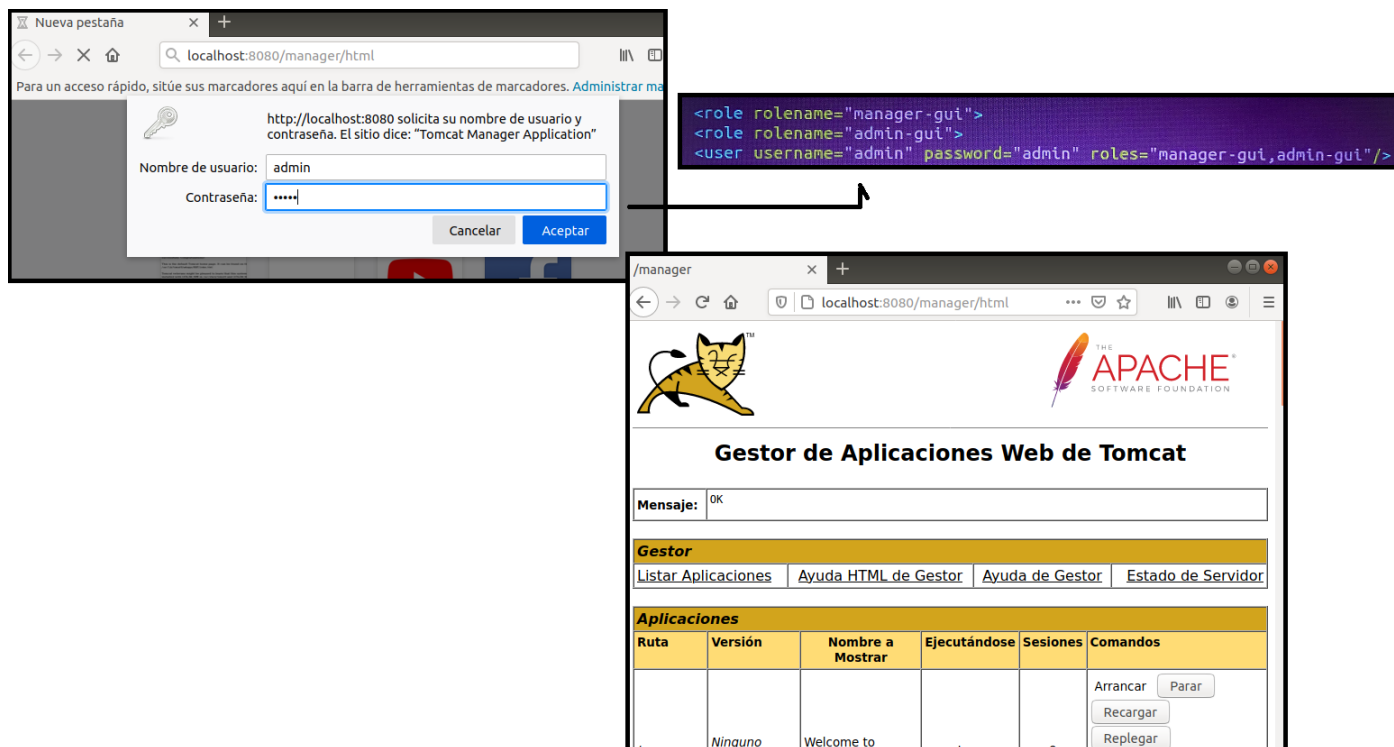 Nueva pestaña
localhost:8080/manager/html
Para un acceso rápido, sitúe sus marcadores aquí en la barra de herramientas de marcadores. Administrar ma
http://localhost:8080 solicita su nombre de usuario y
contraseña. El sitio dice: “Tomcat Manager Application”
Nombre de usuario: admin
Contraseña: •••••
Cancelar Aceptar
<role rolename="manager-gui">
<role rolename="admin-gui">
<user username="admin" password="admin" roles="manager-gui,admin-gui"/>
/manager
localhost:8080/manager/html
TM
THE
APACHE®
SOFTWARE FOUNDATION
Gestor de Aplicaciones Web de Tomcat
Mensaje: OK
Gestor
Listar Aplicaciones Ayuda HTML de Gestor Ayuda de Gestor Estado de Servidor
Aplicaciones
Ruta Versión Nombre a Mostrar Ejecutándose Sesiones Comandos
Arrancar Parar
Recargar
Ninguno Welcome to Replegar